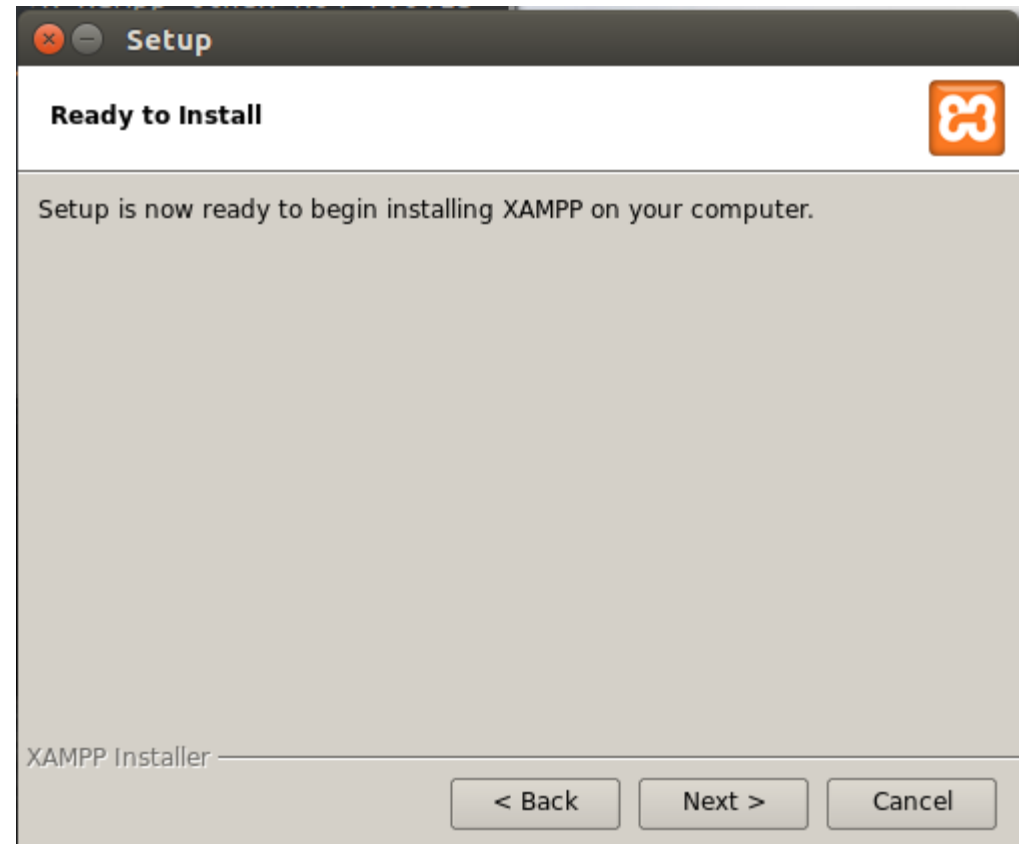 Setup
Ready to Install
Setup is now ready to begin installing XAMPP on your computer.
XAMPP Installer
< Back Next > Cancel